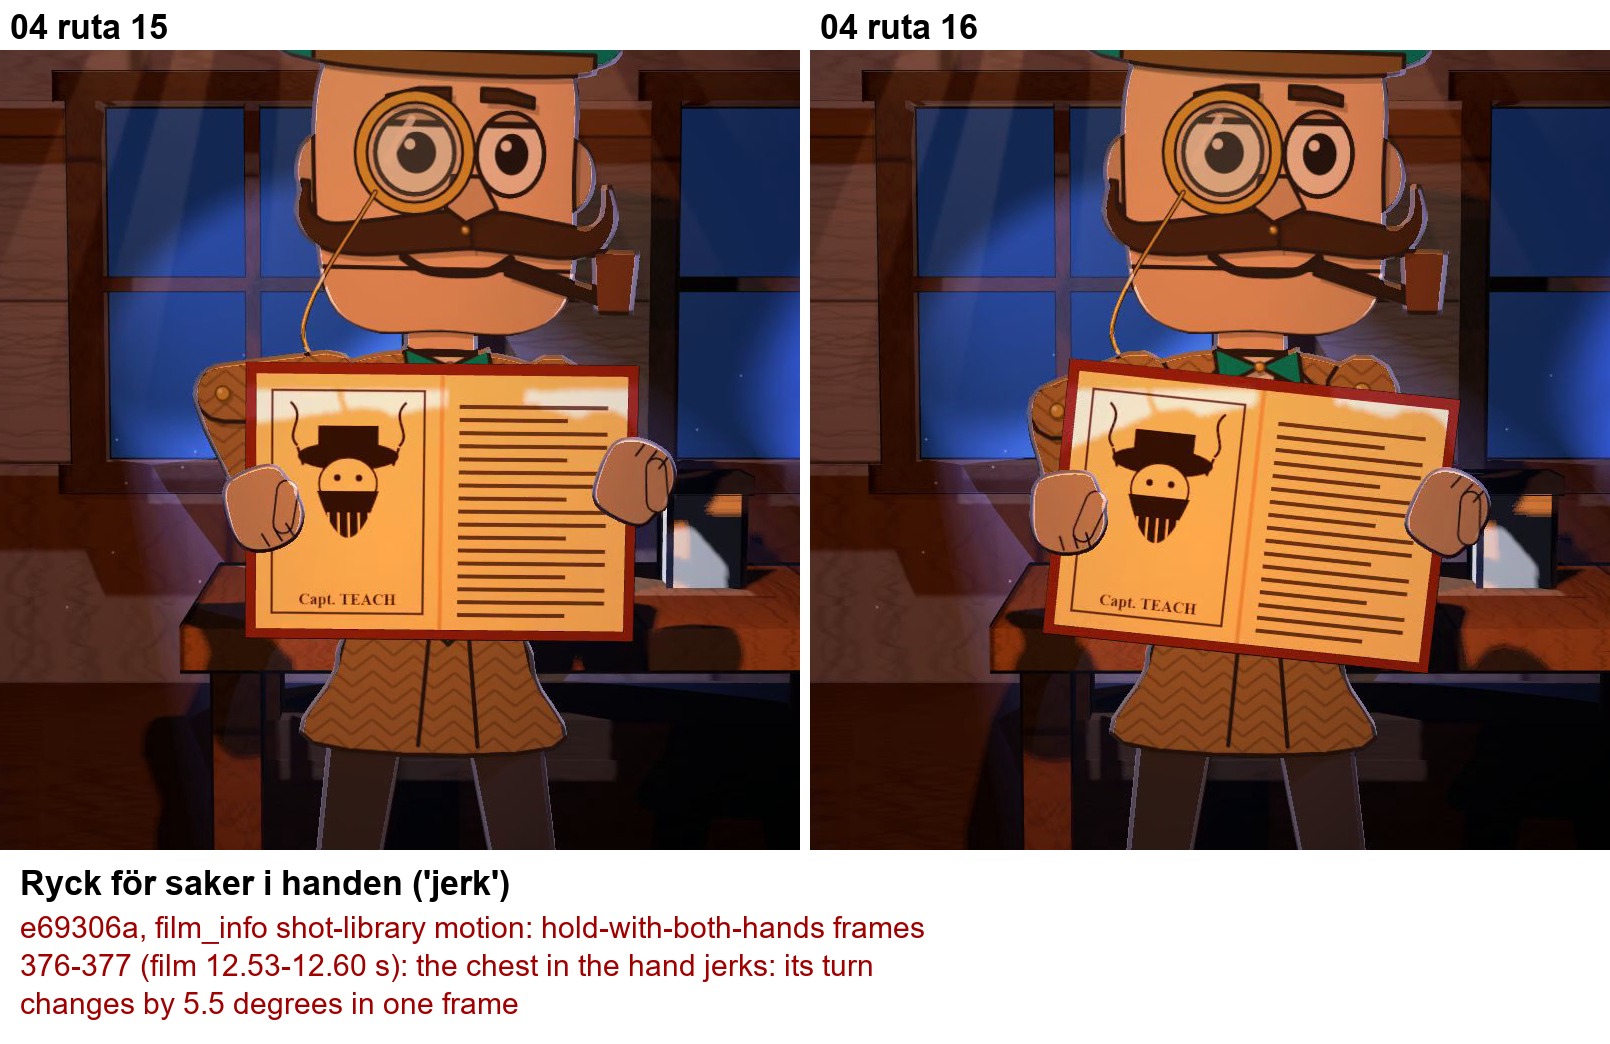 04 ruta 15
04 ruta 16
Capt. TEACH
Capt. TEACH
Ryck för saker i handen ('jerk')
e69306a, film_info shot-library motion: hold-with-both-hands frames
376-377 (film 12.53-12.60 s): the chest in the hand jerks: its turn
changes by 5.5 degrees in one frame